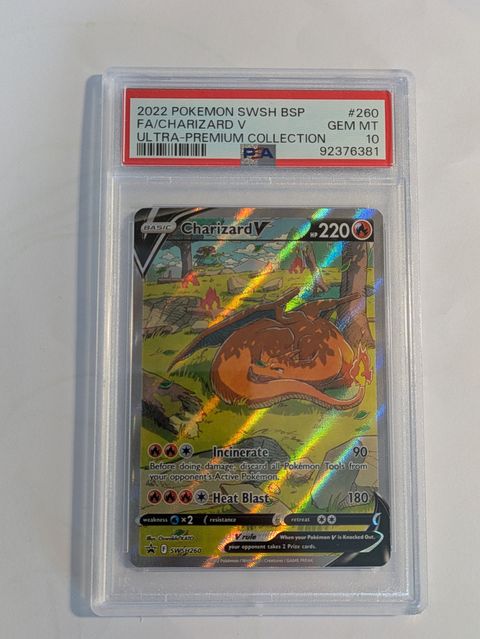 2022 POKEMON SWSH BSP #260
FA/CHARIZARD V GEM MT
ULTRA-PREMIUM COLLECTION 10
PSA 92376381
BASIC Charizard V HP 220
Incinerate 90
Before doing damage, discard all Pokémon Tools from
your opponent's Active Pokémon.
Heat Blast 180
weakness ×2 resistance retreat
V rule When your Pokémon V is Knocked Out,
your opponent takes 2 Prize cards.
F SWSH260